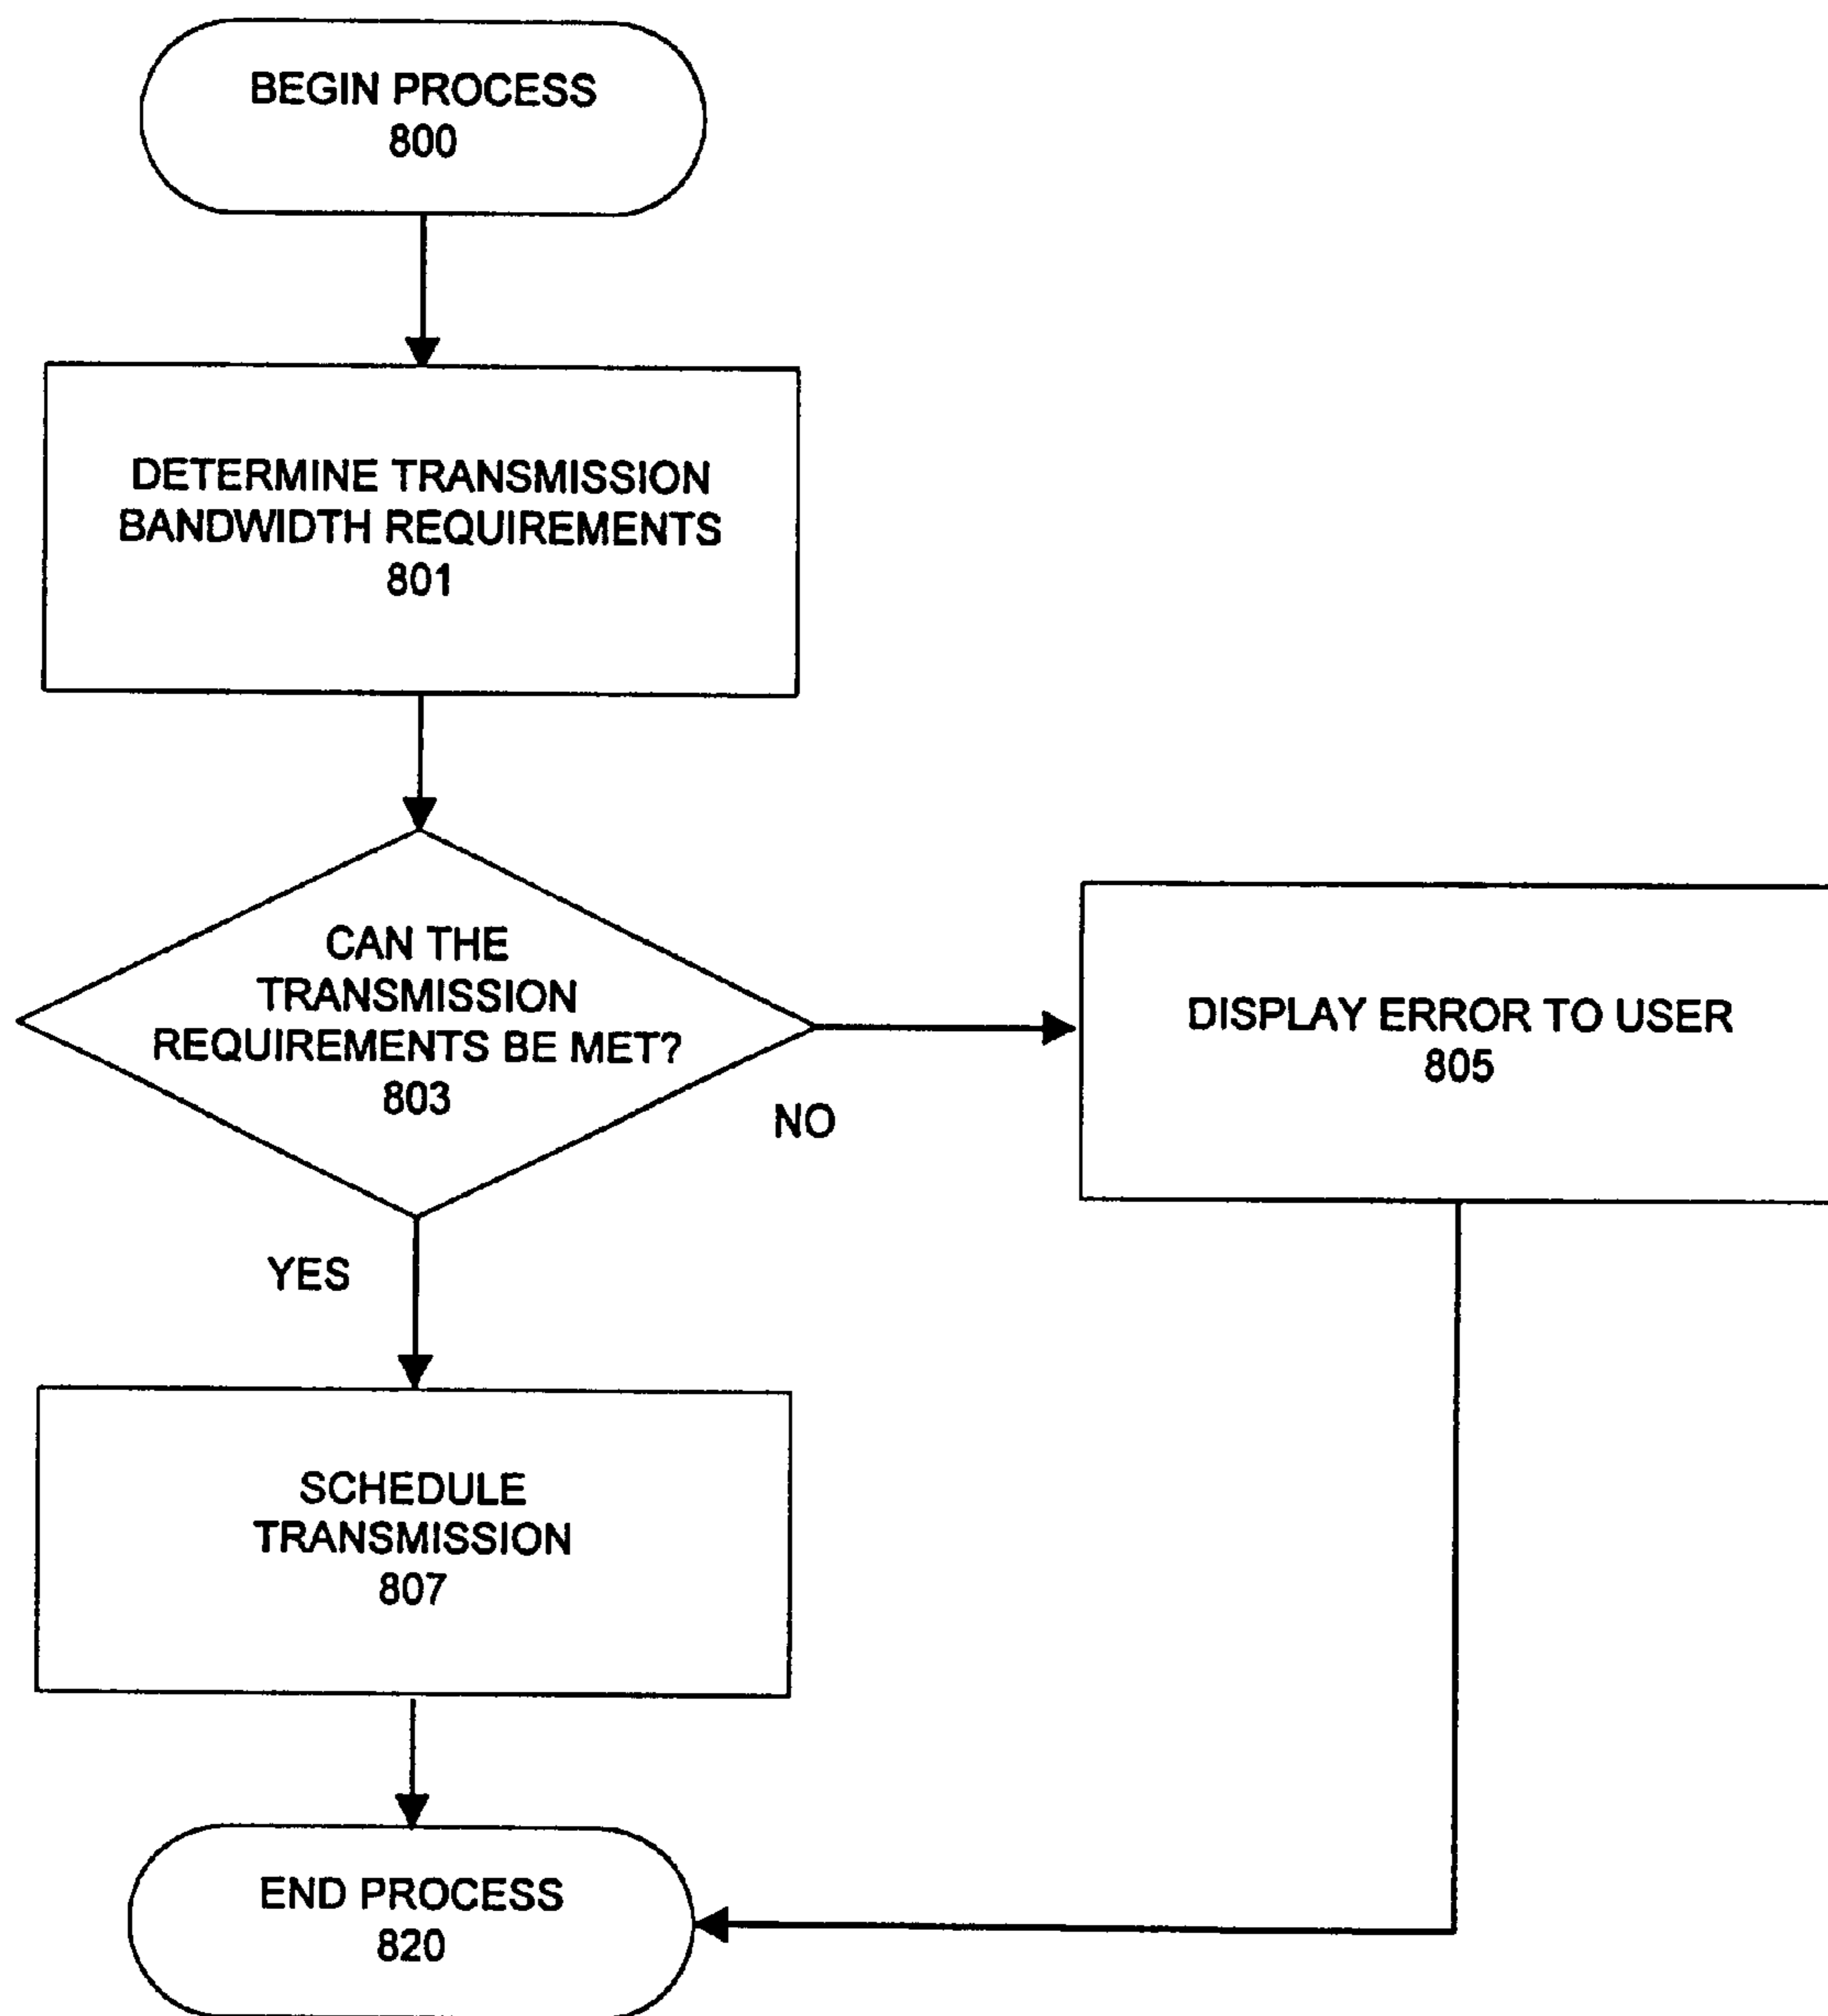 BEGIN PROCESS
800
DETERMINE TRANSMISSION
BANDWIDTH REQUIREMENTS
801
CAN THE
TRANSMISSION
REQUIREMENTS BE MET?
803
NO
DISPLAY ERROR TO USER
805
YES
SCHEDULE
TRANSMISSION
807
END PROCESS
820